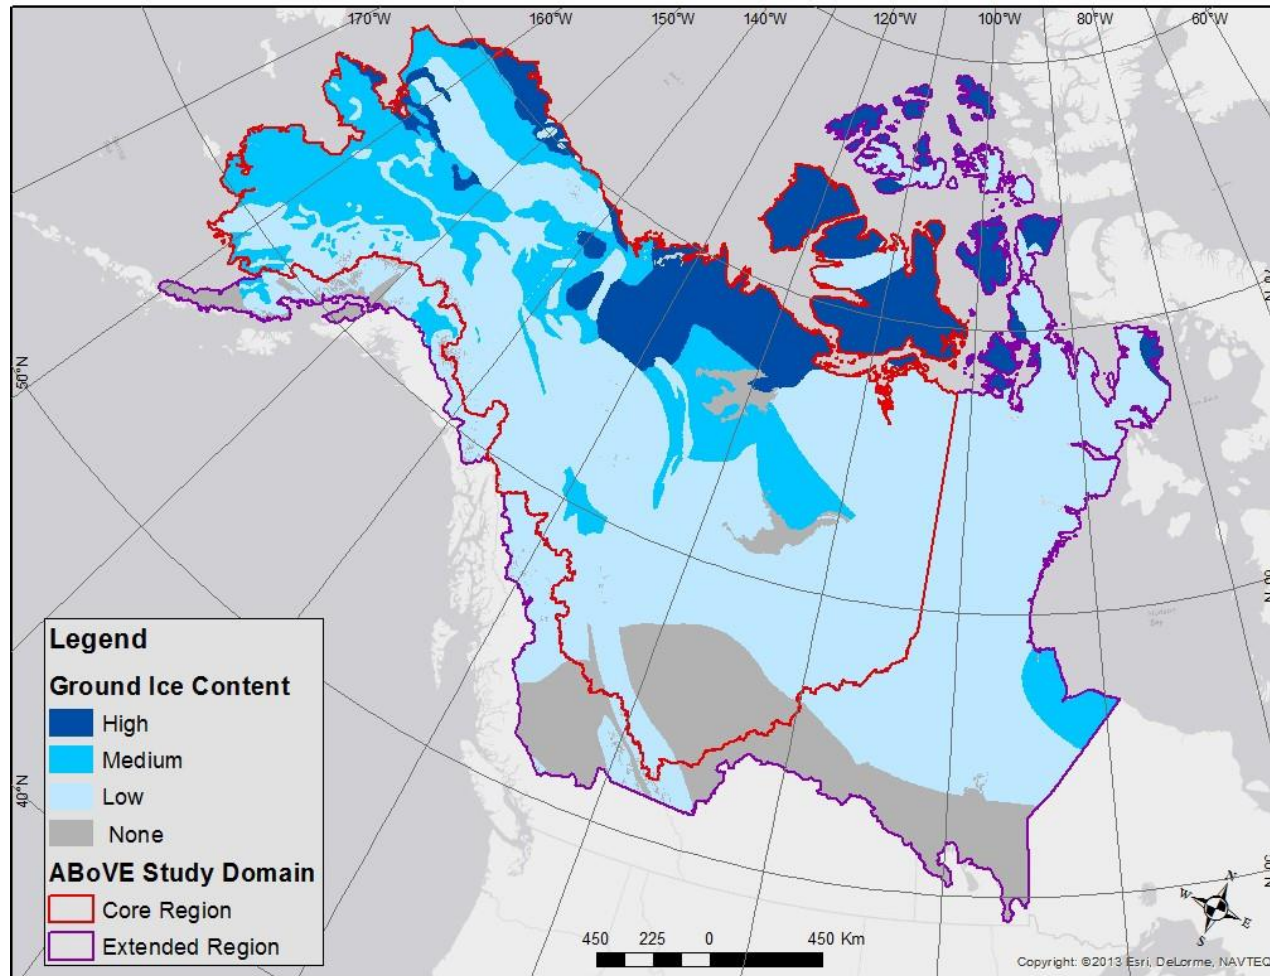 170°W
160°W
150°W
140°W
120°W
100°W
80°W
60°W
50°N
40°N
Legend
Ground Ice Content
High
Medium
Low
None
ABoVE Study Domain
Core Region
Extended Region
450 225 0 450 Km
N
W
E
S
Copyright: ©2013 Esri, DeLorme, NAVTEQ